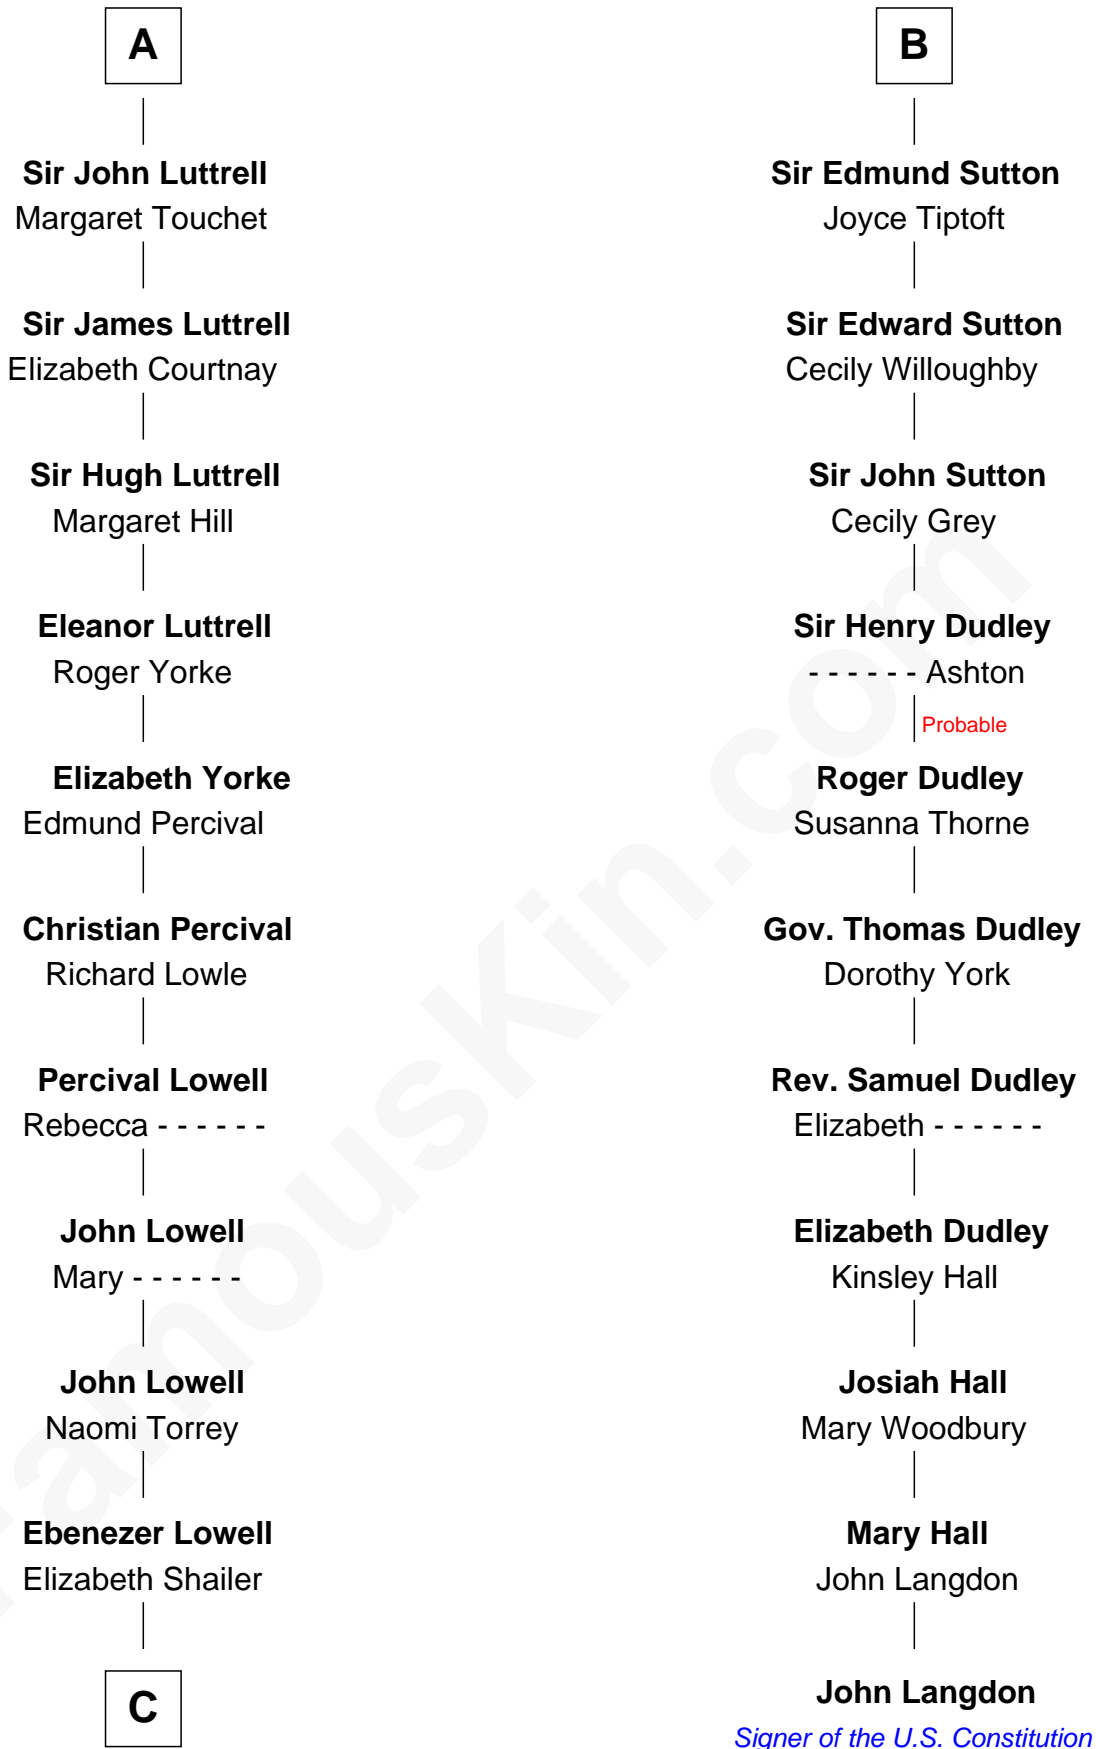 A
Sir John Luttrell
Margaret Touchet
Sir James Luttrell
Elizabeth Courtnay
Sir Hugh Luttrell
Margaret Hill
Eleanor Luttrell
Roger Yorke
Elizabeth Yorke
Edmund Percival
Christian Percival
Richard Lowle
Percival Lowell
Rebecca - - - - - -
John Lowell
Mary - - - - - -
John Lowell
Naomi Torrey
Ebenezer Lowell
Elizabeth Shailer
C
B
Sir Edmund Sutton
Joyce Tiptoft
Sir Edward Sutton
Cecily Willoughby
Sir John Sutton
Cecily Grey
Sir Henry Dudley
- - - - - - Ashton
Probable
Roger Dudley
Susanna Thorne
Gov. Thomas Dudley
Dorothy York
Rev. Samuel Dudley
Elizabeth - - - - - -
Elizabeth Dudley
Kinsley Hall
Josiah Hall
Mary Woodbury
Mary Hall
John Langdon
John Langdon
Signer of the U.S. Constitution
FamousKin.com